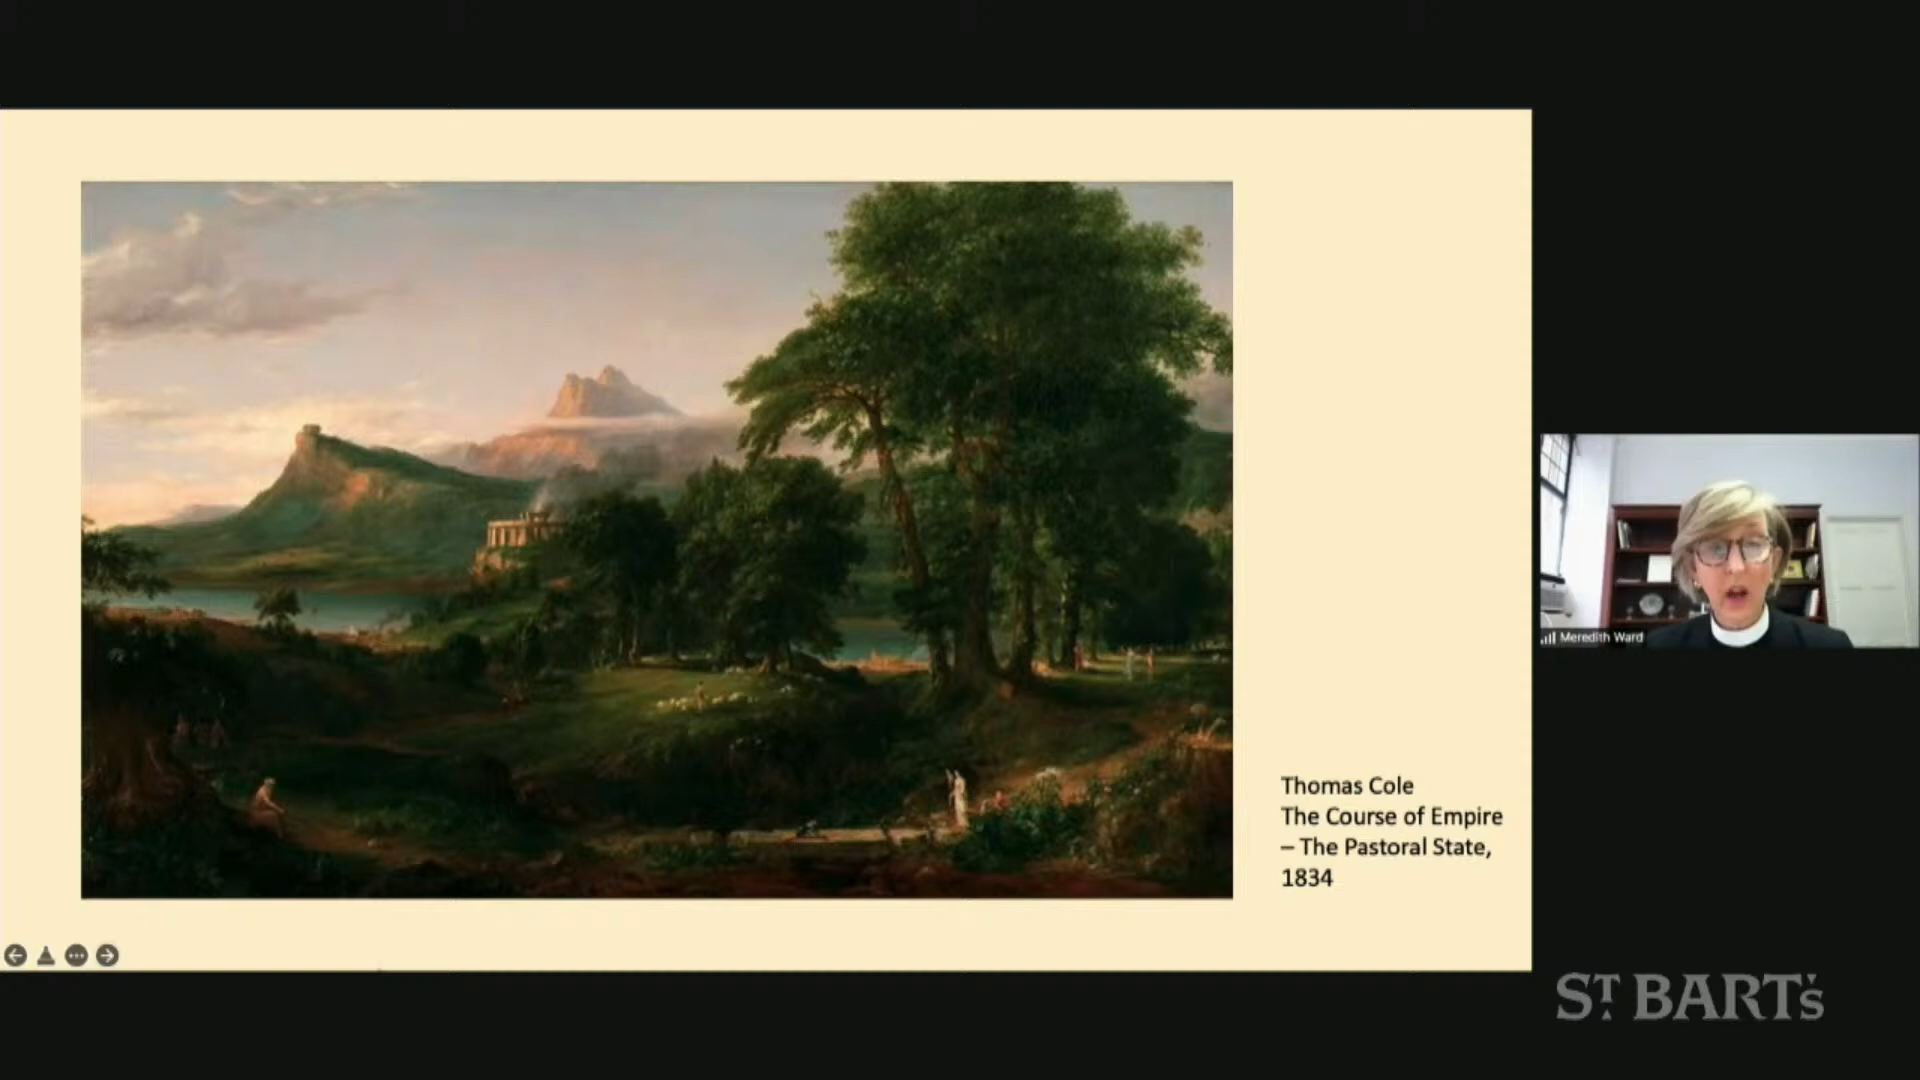 Thomas Cole
The Course of Empire
– The Pastoral State,
1834
Meredith Ward
ST. BART's